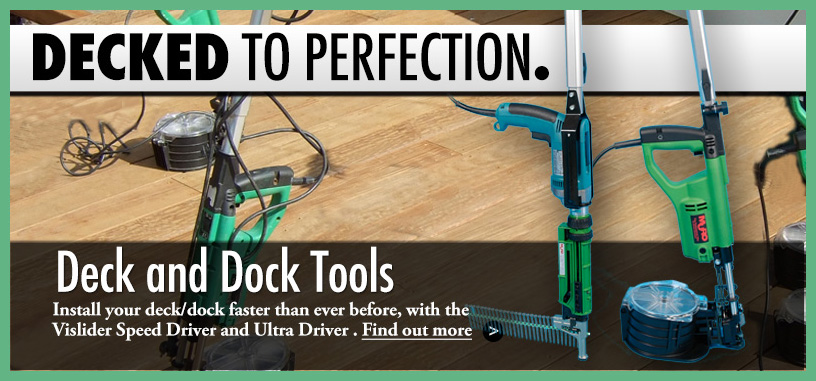 DECKED TO PERFECTION.
Deck and Dock Tools
Install your deck/dock faster than ever before, with the
Vislider Speed Driver and Ultra Driver . Find out more >
MURO